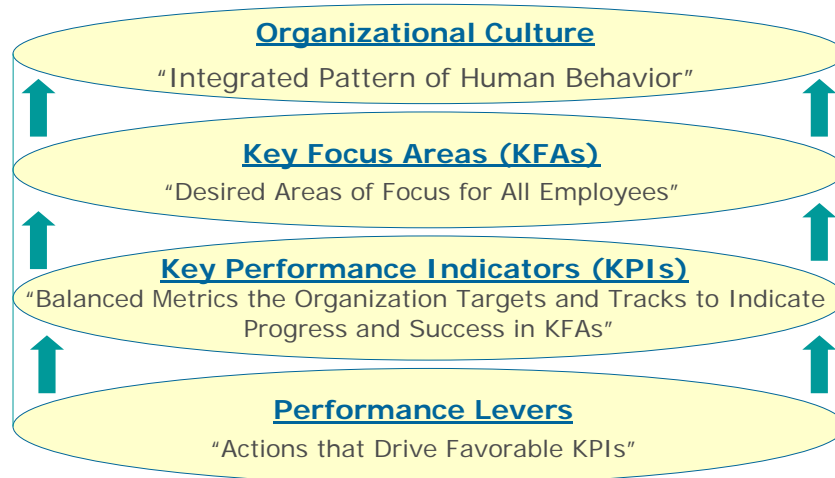 Organizational Culture
“Integrated Pattern of Human Behavior”
Key Focus Areas (KFAs)
“Desired Areas of Focus for All Employees”
Key Performance Indicators (KPIs)
“Balanced Metrics the Organization Targets and Tracks to Indicate
Progress and Success in KFAs”
Performance Levers
“Actions that Drive Favorable KPIs”